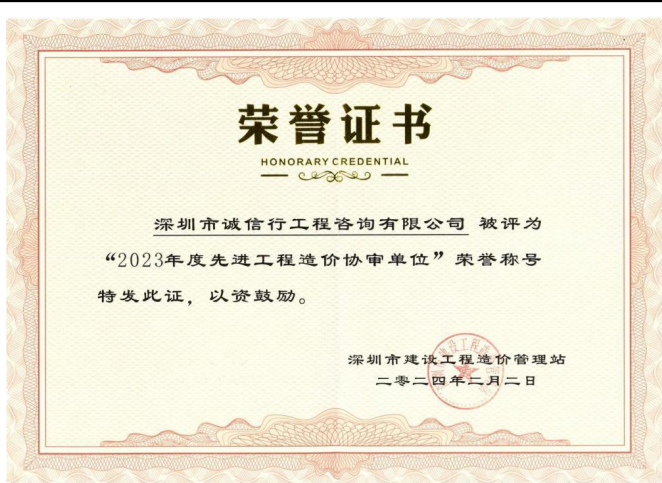 荣誉证书
HONORARY CREDENTIAL
深圳市诚信行工程咨询有限公司 被评为
“2023年度先进工程造价协审单位”荣誉称号
特发此证，以资鼓励。
深圳市建设工程造价管理站
二零二四年二月二日